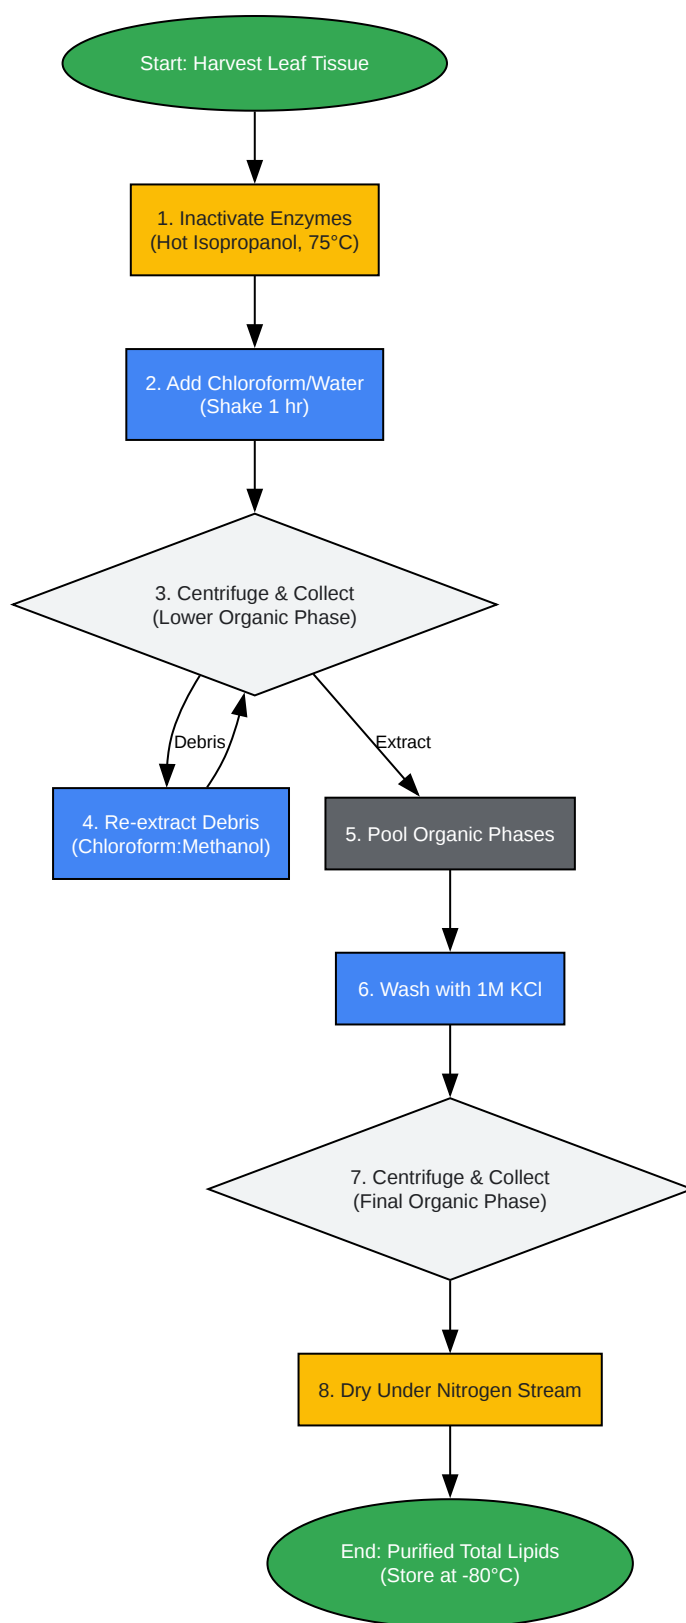 Start: Harvest Leaf Tissue
1. Inactivate Enzymes
(Hot Isopropanol, 75°C)
2. Add Chloroform/Water
(Shake 1 hr)
3. Centrifuge & Collect
(Lower Organic Phase)
Debris
Extract
4. Re-extract Debris
(Chloroform:Methanol)
5. Pool Organic Phases
6. Wash with 1M KCl
7. Centrifuge & Collect
(Final Organic Phase)
8. Dry Under Nitrogen Stream
End: Purified Total Lipids
(Store at -80°C)